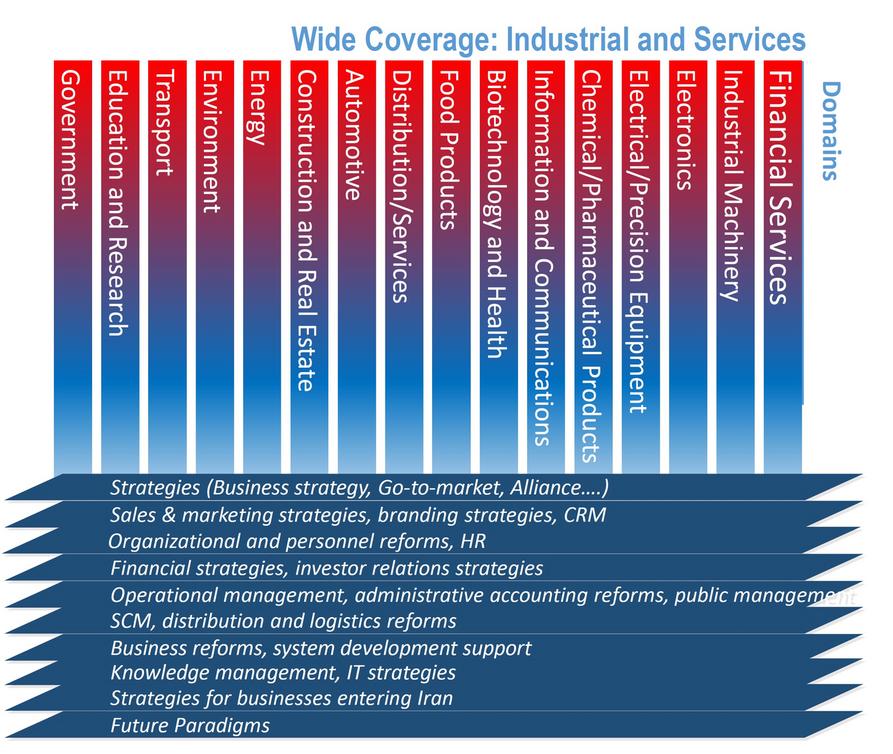 Wide Coverage: Industrial and Services
Government
Education and Research
Transport
Environment
Energy
Construction and Real Estate
Automotive
Distribution/Services
Food Products
Biotechnology and Health
Information and Communications
Chemical/Pharmaceutical Products
Electrical/Precision Equipment
Electronics
Industrial Machinery
Financial Services
Domains
Strategies (Business strategy, Go-to-market, Alliance….)
Sales & marketing strategies, branding strategies, CRM
Organizational and personnel reforms, HR
Financial strategies, investor relations strategies
Operational management, administrative accounting reforms, public management
SCM, distribution and logistics reforms
Business reforms, system development support
Knowledge management, IT strategies
Strategies for businesses entering Iran
Future Paradigms